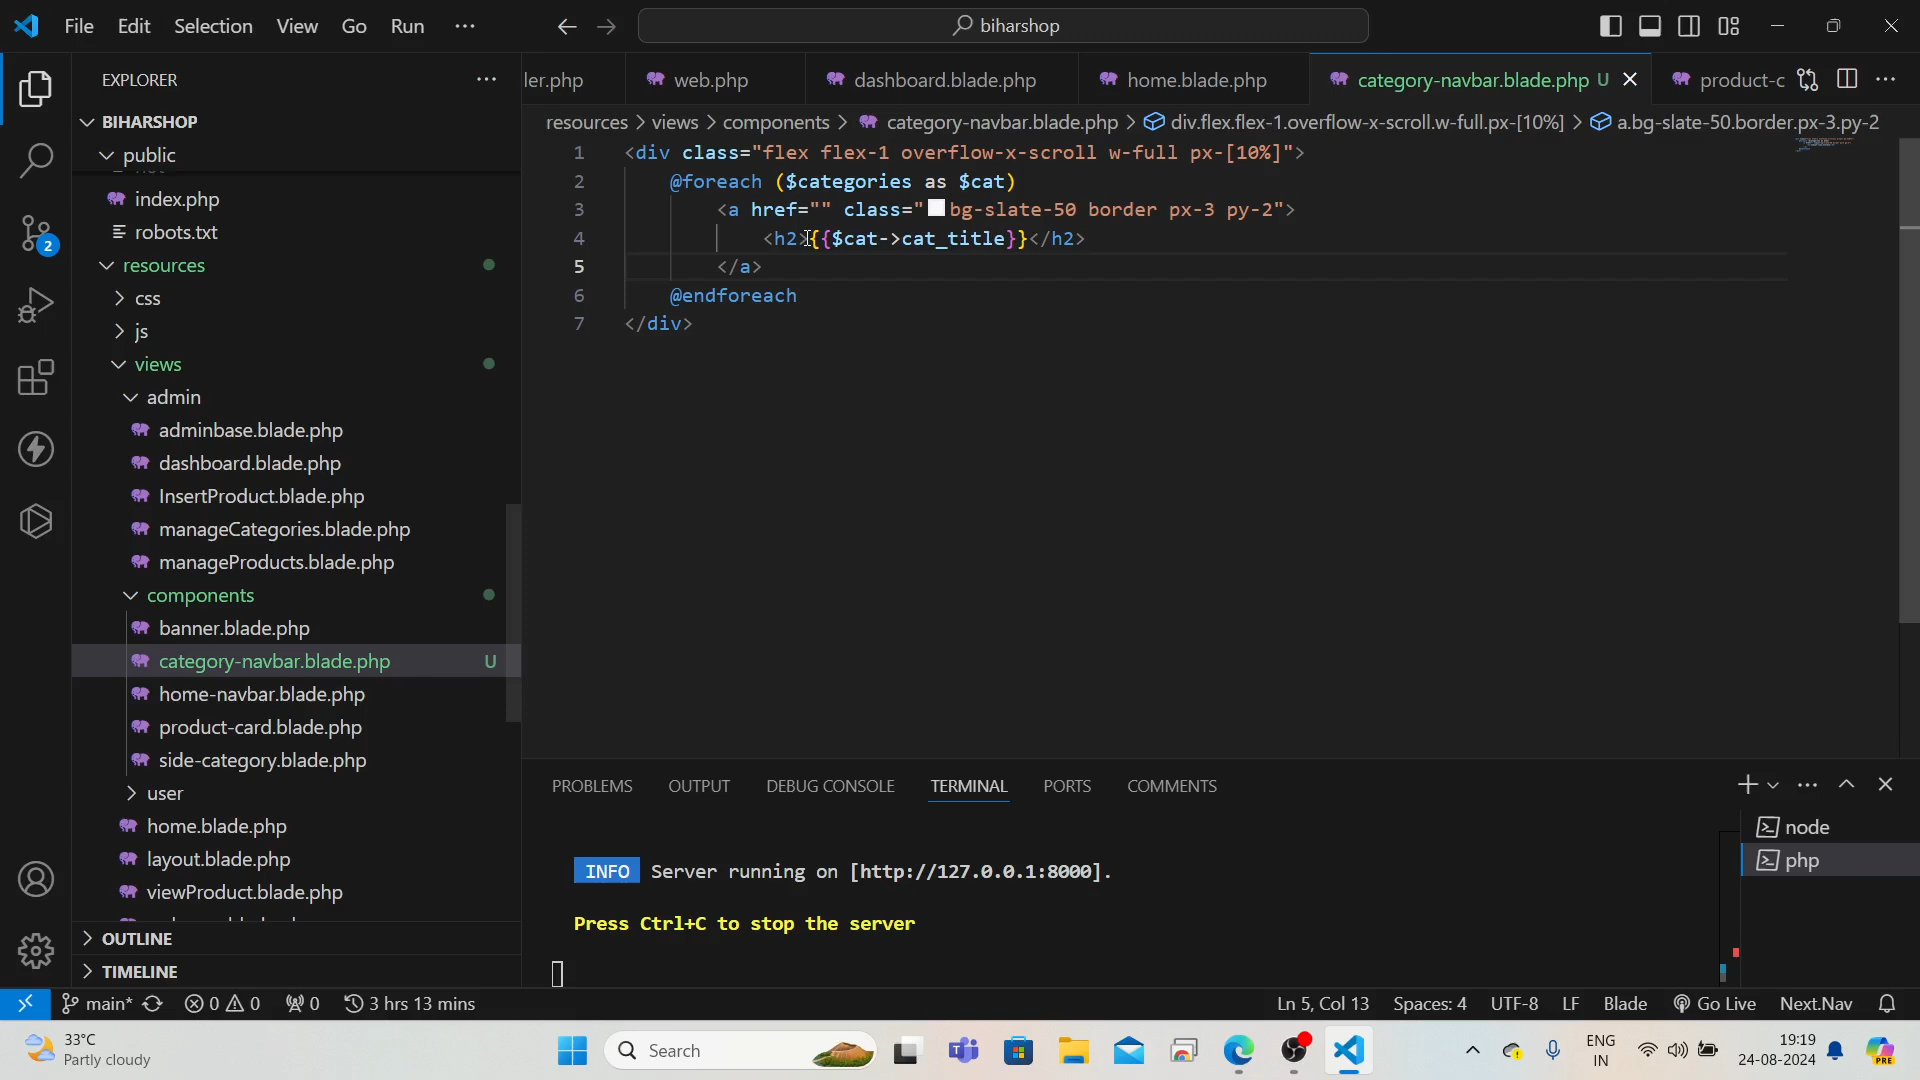 File Edit Selection View Go Run ···
biharshop
EXPLORER
ler.php
web.php
dashboard.blade.php
home.blade.php
category-navbar.blade.php U
product-c
BIHARSHOP
resources > views > components > category-navbar.blade.php > div.flex.flex-1.overflow-x-scroll.w-full.px-[10%] > a.bg-slate-50.border.px-3.py-2
public
index.php
robots.txt
resources
css
js
views
admin
adminbase.blade.php
dashboard.blade.php
InsertProduct.blade.php
manageCategories.blade.php
manageProducts.blade.php
components
banner.blade.php
category-navbar.blade.php U
home-navbar.blade.php
product-card.blade.php
side-category.blade.php
user
home.blade.php
layout.blade.php
viewProduct.blade.php
OUTLINE
TIMELINE
1 <div class="flex flex-1 overflow-x-scroll w-full px-[10%]">
2 @foreach ($categories as $cat)
3 <a href="" class="bg-slate-50 border px-3 py-2">
4 <h2>{{$cat->cat_title}}</h2>
5 </a>
6 @endforeach
7 </div>
PROBLEMS OUTPUT DEBUG CONSOLE TERMINAL PORTS COMMENTS
node
php
INFO Server running on [http://127.0.0.1:8000].
Press Ctrl+C to stop the server
2
main* 0 0 0 3 hrs 13 mins
Ln 5, Col 13 Spaces: 4 UTF-8 LF Blade Go Live Next.Nav
33°C
Partly cloudy
Search
ENG
IN
19:19
24-08-2024
PRE